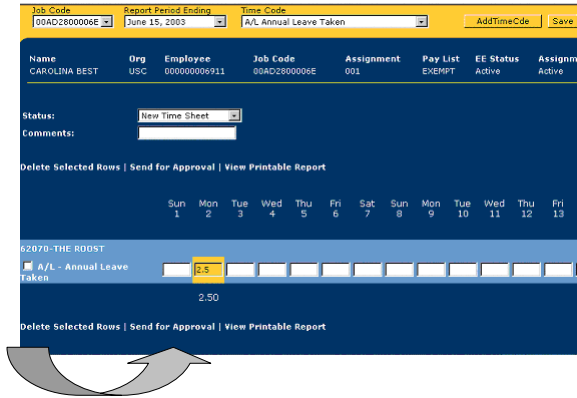 Job Code Report Period Ending Time Code
00AD2800006E June 15, 2003 A/L Annual Leave Taken AddTimeCde Save
Name Org Employee Job Code Assignment Pay List EE Status Assignm
CAROLINA BEST USC 000000006911 00AD2800006E 001 EXEMPT Active Active
Status: New Time Sheet
Comments:
Delete Selected Rows | Send for Approval | View Printable Report
Sun Mon Tue Wed Thu Fri Sat Sun Mon Tue Wed Thu Fri
1 2 3 4 5 6 7 8 9 10 11 12 13
62070-THE ROOST
A/L - Annual Leave 2.5
Taken
2.50
Delete Selected Rows | Send for Approval | View Printable Report